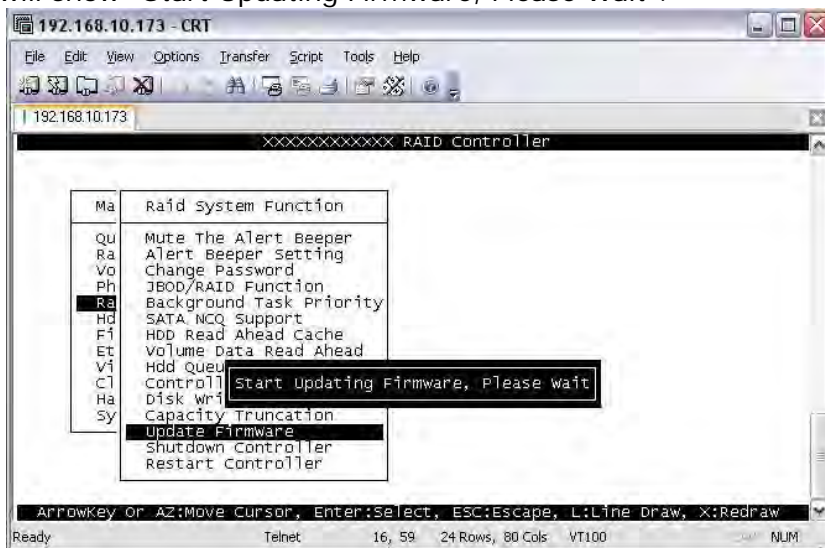 will show "Start Updating Firmware, Please Wait".
192.168.10.173 - CRT
File Edit View Options Transfer Script Tools Help
192.168.10.173
XXXXXXXXXXXX RAID Controller
Ma
Qu
Ra
Vo
Ph
Ra
Hd
Fi
Et
Vi
Cl
Ha
Sy
Raid System Function
Mute The Alert Beeper
Alert Beeper Setting
Change Password
JBOD/RAID Function
Background Task Priority
SATA NCQ Support
HDD Read Ahead Cache
Volume Data Read Ahead
Hdd Queu
Controll
Disk Wri
Capacity Truncation
Update Firmware
Shutdown Controller
Restart Controller
Start Updating Firmware, Please Wait
ArrowKey Or AZ:Move Cursor, Enter:Select, ESC:Escape, L:Line Draw, X:Redraw
Ready Telnet 16, 59 24 Rows, 80 Cols VT100 NUM